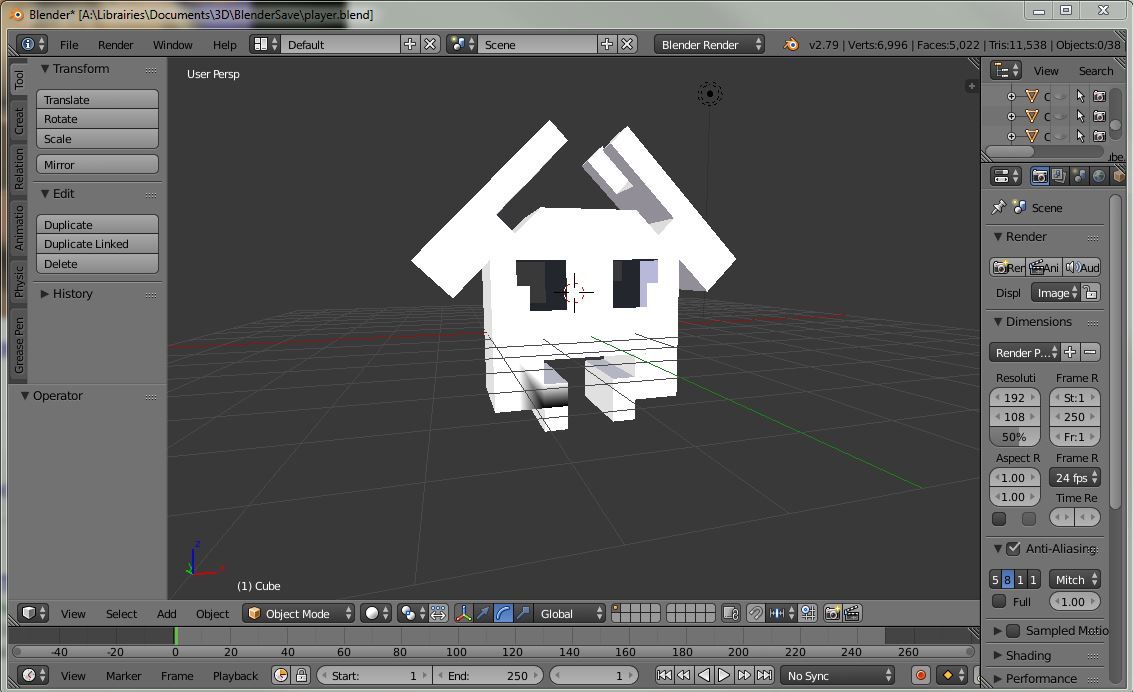 Blender* [A:\Librairies\Documents\3D\BlenderSave\player.blend]
File Render Window Help Default Scene Blender Render v2.79 | Verts:6,996 | Faces:5,022 | Tris:11,538 | Objects:0/38
Tool
Creat
Relation
Animatio
Physic
Grease Pen
Transform
Translate
Rotate
Scale
Mirror
Edit
Duplicate
Duplicate Linked
Delete
History
Operator
User Persp
z
x
(1) Cube
View Search
C
C
C
ube.
Scene
Render
Ren Ani Aud
Displ Image
Dimensions
Render P...
Resoluti Frame R
192 St:1
108 250
50% Fr:1
Aspect R Frame R
1.00 24 fps
1.00 Time Re
Anti-Aliasing
5 8 1 1 Mitch
Full 1.00
Sampled Motio
Shading
Performance
View Select Add Object Object Mode Global
-40 -20 0 20 40 60 80 100 120 140 160 180 200 220 240 260
View Marker Frame Playback Start: 1 End: 250 1 No Sync